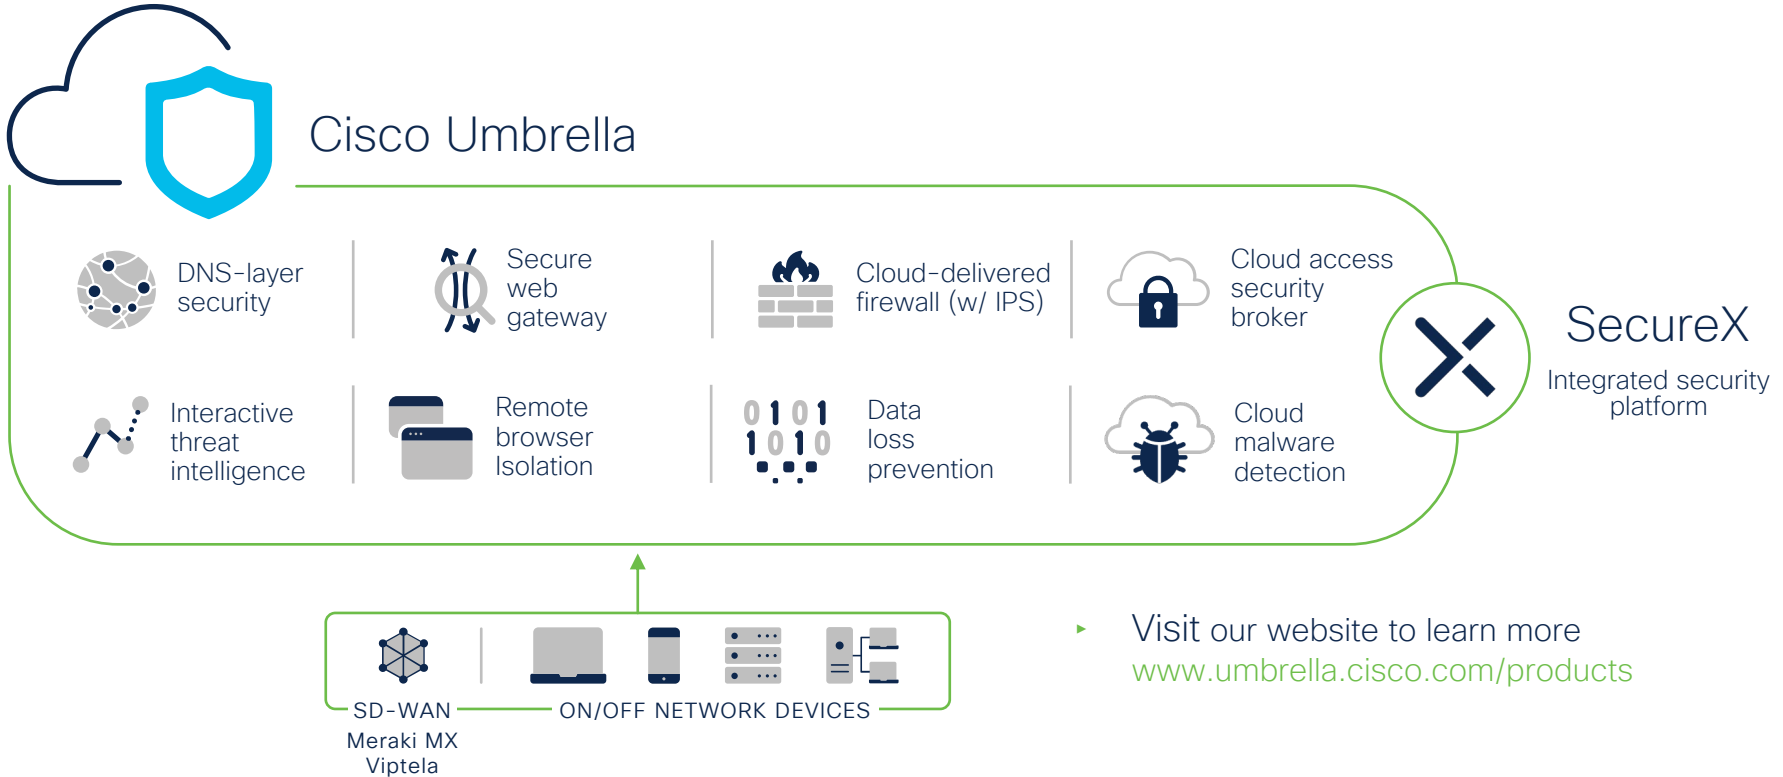 Cisco Umbrella
DNS-layer
security
Secure
web
gateway
Cloud-delivered
firewall (w/ IPS)
Cloud access
security
broker
Interactive
threat
intelligence
Remote
browser
Isolation
0101
1010
Data
loss
prevention
Cloud
malware
detection
SecureX
Integrated security
platform
SD-WAN
Meraki MX
Viptela
ON/OFF NETWORK DEVICES
Visit our website to learn more
www.umbrella.cisco.com/products